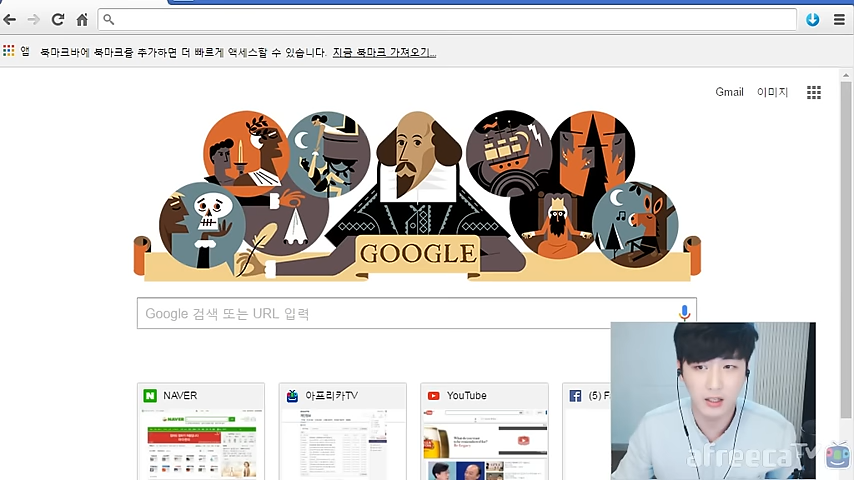 앱 북마크바에 북마크를 추가하면 더 빠르게 액세스할 수 있습니다. 지금 북마크 가져오기...
Gmail 이미지
GOOGLE
Google 검색 또는 URL 입력
NAVER
아프리카TV
YouTube
(5) F
NAVER
afreecaTV